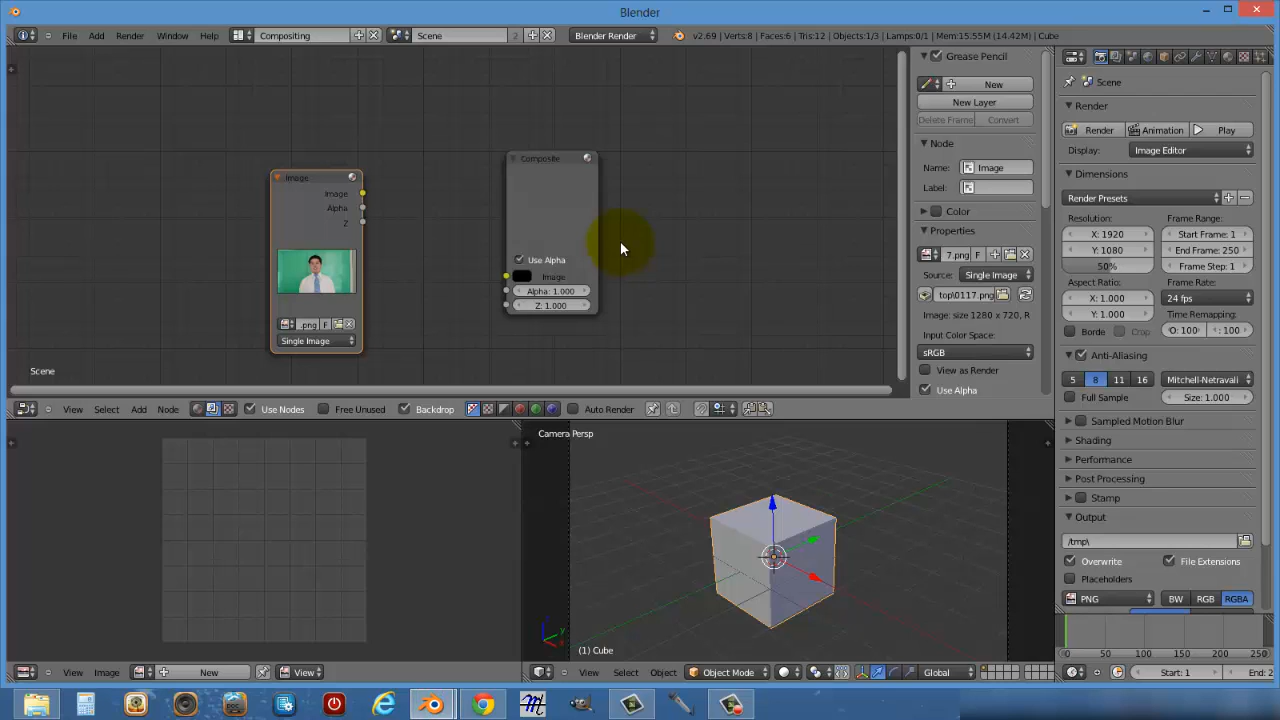 Blender
File Add Render Window Help Compositing Scene 2 Blender Render v2.69 | Verts:8 | Faces:6 | Tris:12 | Objects:1/3 | Lamps:0/1 | Mem:15.55M (14.42M) | Cube
Grease Pencil
New
New Layer
Delete Frame Convert
Node
Name: Image
Label:
Color
Properties
7.png F
Source: Single Image
top\0117.png
Image: size 1280 x 720, R
Input Color Space:
sRGB
View as Render
Use Alpha
Image
Image
Alpha
Z
.png F
Single Image
Composite
Use Alpha
Image
Alpha: 1.000
Z: 1.000
Scene
View Select Add Node Use Nodes Free Unused Backdrop Auto Render
Scene
Render
Render Animation Play
Display: Image Editor
Dimensions
Render Presets
Resolution: Frame Range:
X: 1920 Start Frame: 1
Y: 1080 End Frame: 250
50% Frame Step: 1
Aspect Ratio: Frame Rate:
X: 1.000 24 fps
Y: 1.000 Time Remapping:
Borde Crop O: 100 : 100
Anti-Aliasing
5 8 11 16 Mitchell-Netravali
Full Sample Size: 1.000
Sampled Motion Blur
Shading
Performance
Post Processing
Stamp
Output
/tmp\
Overwrite File Extensions
Placeholders
PNG BW RGB RGBA
Camera Persp
(1) Cube
View Image New View
View Select Object Object Mode Global
0 50 100 150 200 250
Start: 1 End: 2